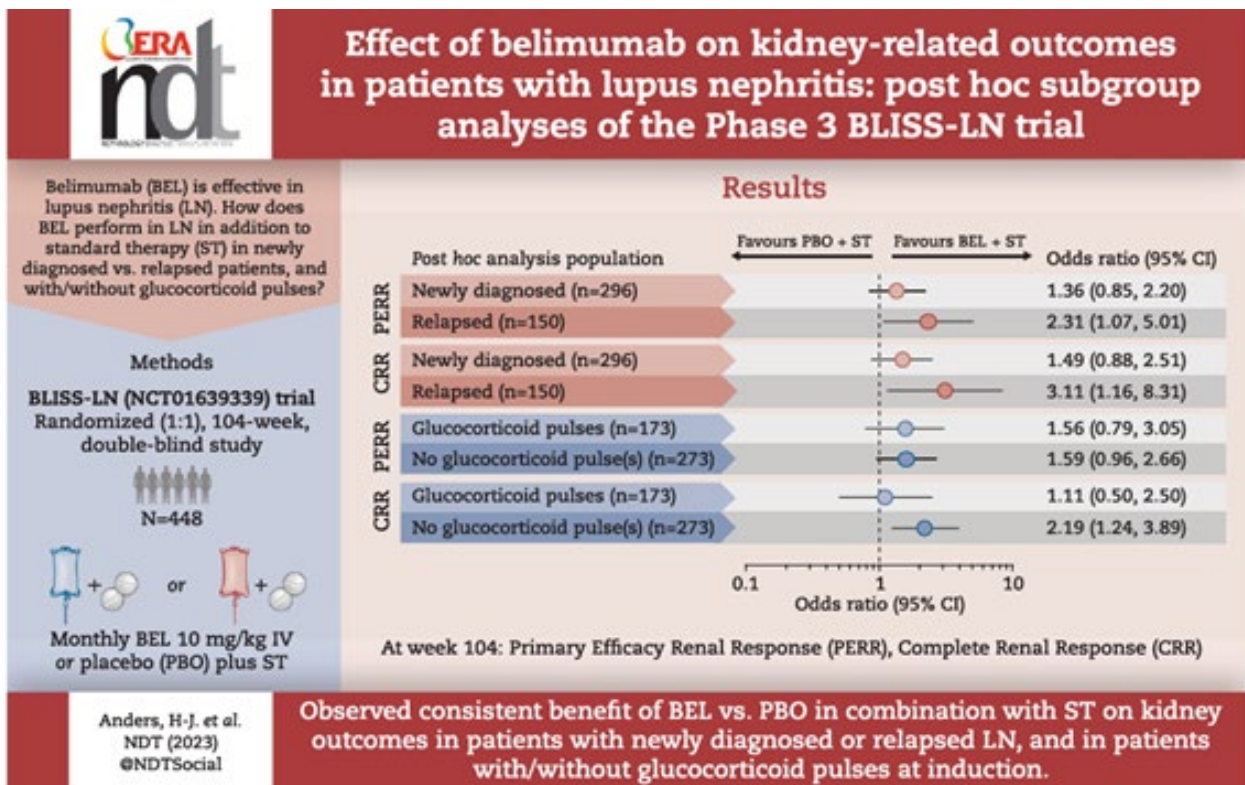 ERA
ndt
Effect of belimumab on kidney-related outcomes
in patients with lupus nephritis: post hoc subgroup
analyses of the Phase 3 BLISS-LN trial
Belimumab (BEL) is effective in
lupus nephritis (LN). How does
BEL perform in LN in addition to
standard therapy (ST) in newly
diagnosed vs. relapsed patients, and
with/without glucocorticoid pulses?
Methods
BLISS-LN (NCT01639339) trial
Randomized (1:1), 104-week,
double-blind study
N=448
+ or +
Monthly BEL 10 mg/kg IV
or placebo (PBO) plus ST
Results
Favours PBO + ST Favours BEL + ST
Post hoc analysis population Odds ratio (95% CI)
PERR
Newly diagnosed (n=296) 1.36 (0.85, 2.20)
Relapsed (n=150) 2.31 (1.07, 5.01)
CRR
Newly diagnosed (n=296) 1.49 (0.88, 2.51)
Relapsed (n=150) 3.11 (1.16, 8.31)
PERR
Glucocorticoid pulses (n=173) 1.56 (0.79, 3.05)
No glucocorticoid pulse(s) (n=273) 1.59 (0.96, 2.66)
CRR
Glucocorticoid pulses (n=173) 1.11 (0.50, 2.50)
No glucocorticoid pulse(s) (n=273) 2.19 (1.24, 3.89)
0.1 1 10
Odds ratio (95% CI)
At week 104: Primary Efficacy Renal Response (PERR), Complete Renal Response (CRR)
Anders, H-J. et al.
NDT (2023)
@NDTSocial
Observed consistent benefit of BEL vs. PBO in combination with ST on kidney
outcomes in patients with newly diagnosed or relapsed LN, and in patients
with/without glucocorticoid pulses at induction.